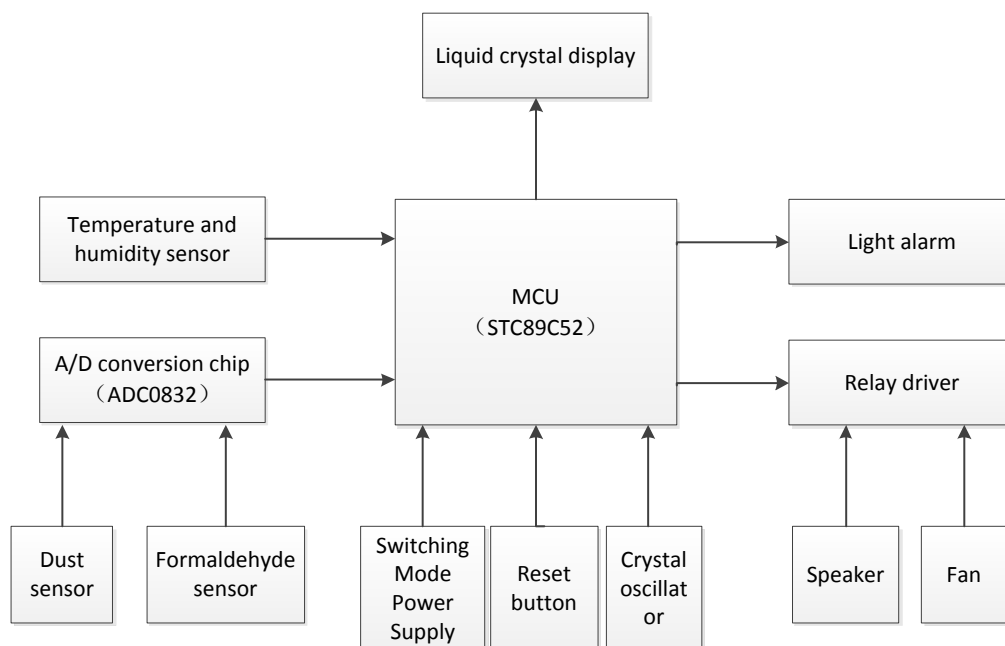 Liquid crystal display
Temperature and
humidity sensor
MCU
（STC89C52）
Light alarm
A/D conversion chip
（ADC0832）
Relay driver
Dust
sensor
Formaldehyde
sensor
Switching
Mode
Power
Supply
Reset
button
Crystal
oscillat
or
Speaker
Fan